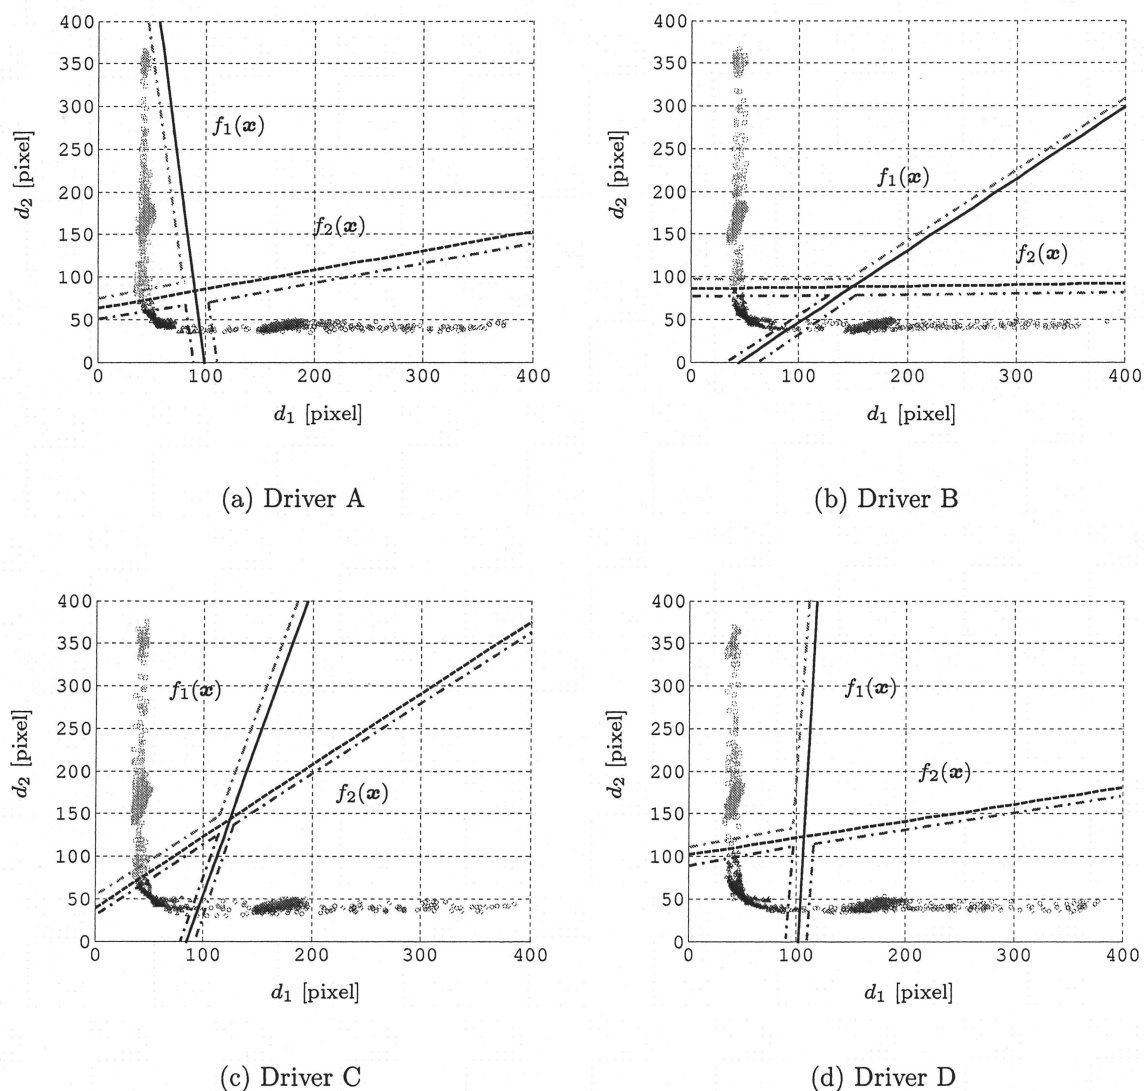 400
350
300
250
200
150
100
50
0
d₂ [pixel]
f₁(x)
f₂(x)
0 100 200 300 400
d₁ [pixel]
(a) Driver A
400
350
300
250
200
150
100
50
0
d₂ [pixel]
f₁(x)
f₂(x)
0 100 200 300 400
d₁ [pixel]
(b) Driver B
400
350
300
250
200
150
100
50
0
d₂ [pixel]
f₁(x)
f₂(x)
0 100 200 300 400
d₁ [pixel]
(c) Driver C
400
350
300
250
200
150
100
50
0
d₂ [pixel]
f₁(x)
f₂(x)
0 100 200 300 400
d₁ [pixel]
(d) Driver D